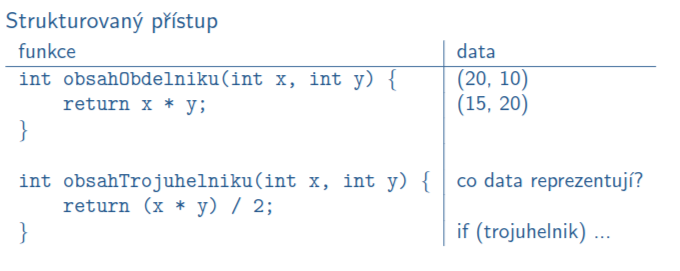 Strukturovaný přístup
funkce data
int obsahObdelniku(int x, int y) { (20, 10)
return x * y; (15, 20)
}
int obsahTrojuhelniku(int x, int y) { co data reprezentují?
return (x * y) / 2;
} if (trojuhelnik) ...